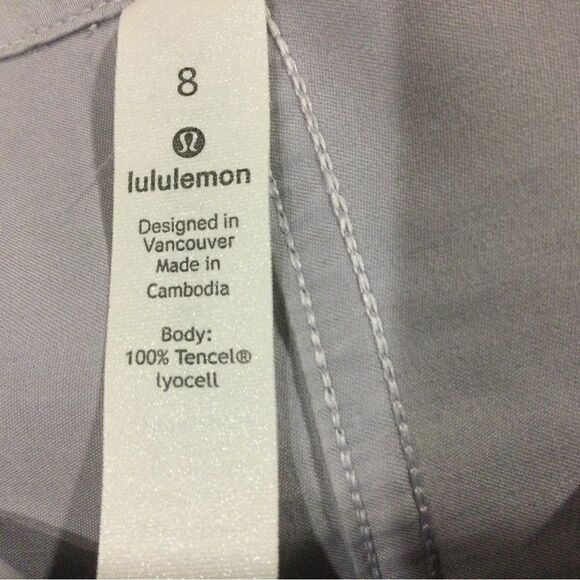 8
lululemon
Designed in
Vancouver
Made in
Cambodia
Body:
100% Tencel®
lyocell